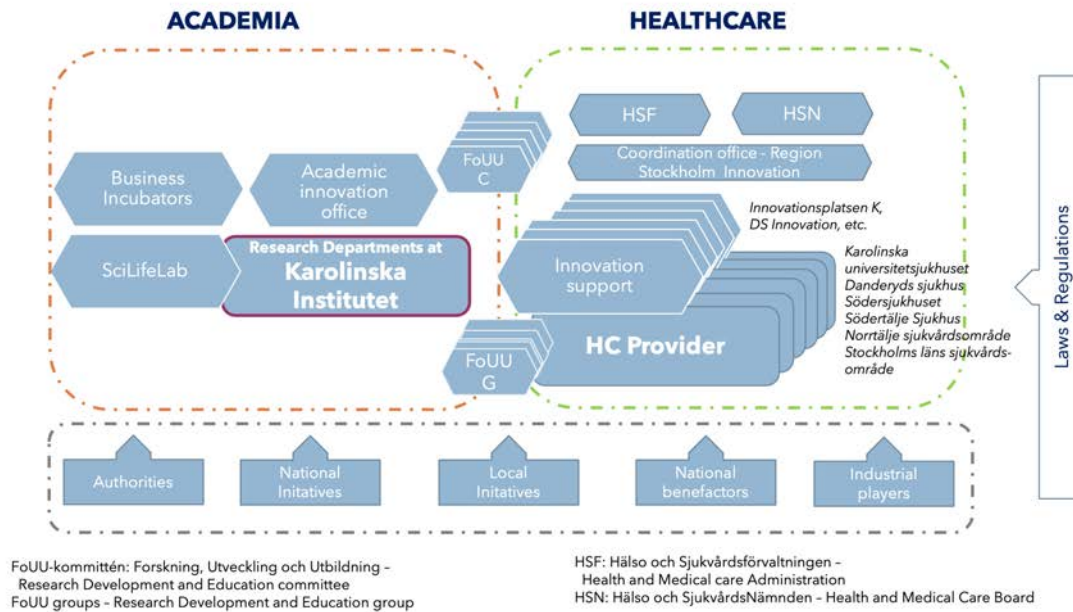 ACADEMIA
HEALTHCARE
HSF
HSN
FoUU
C
Coordination office - Region
Stockholm Innovation
Business
Incubators
Academic
innovation
office
Innovationsplatsen K,
DS Innovation, etc.
SciLifeLab
Research Departments at
Karolinska
Institutet
Innovation
support
Karolinska
universitetsjukhuset
Danderyds sjukhus
Södersjukhuset
Södertälje Sjukhus
Norrtälje sjukvårdsområde
Stockholms läns sjukvårds-
område
HC Provider
FoUU
G
Laws & Regulations
Authorities
National
Initatives
Local
Initatives
National
benefactors
Industrial
players
FoUU-kommittén: Forskning, Utveckling och Utbildning –
Research Development and Education committee
FoUU groups – Research Development and Education group
HSF: Hälso och Sjukvårdsförvaltningen –
Health and Medical care Administration
HSN: Hälso och SjukvårdsNämnden – Health and Medical Care Board